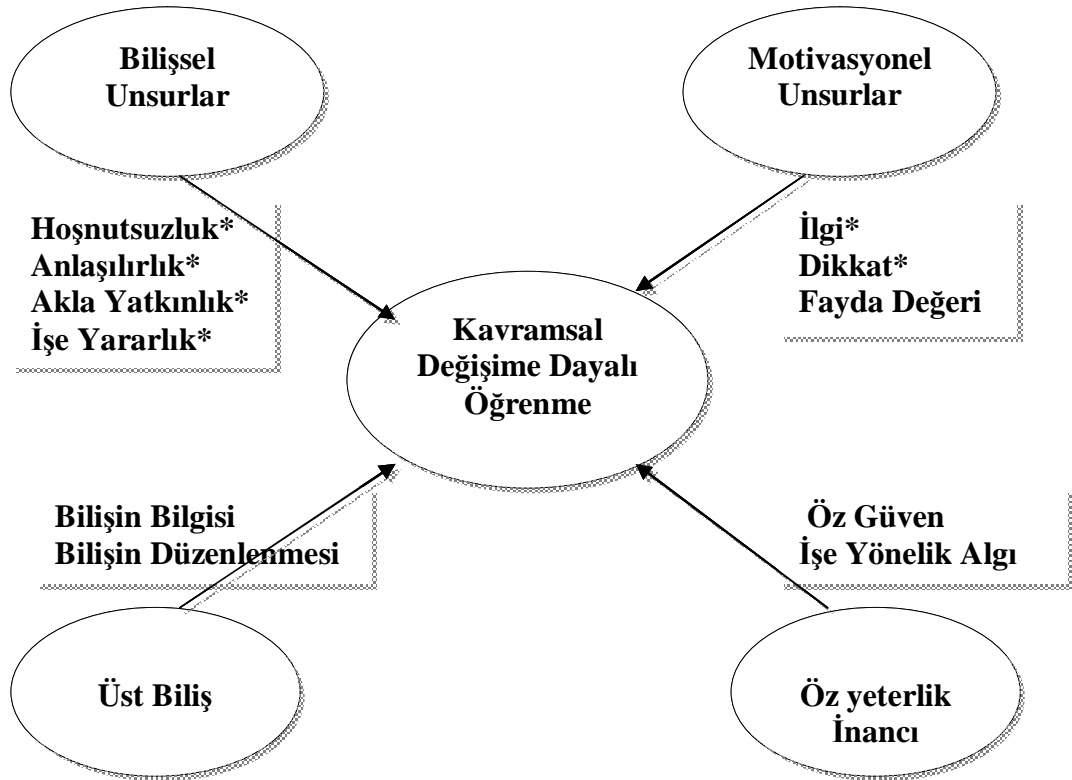 Bilişsel
Unsurlar
Motivasyonel
Unsurlar
Hoşnutsuzluk*
Anlaşılırlık*
Akla Yatkınlık*
İşe Yararlık*
İlgi*
Dikkat*
Fayda Değeri
Kavramsal
Değişime Dayalı
Öğrenme
Bilişin Bilgisi
Bilişin Düzenlenmesi
Öz Güven
İşe Yönelik Algı
Üst Biliş
Öz yeterlik
İnancı